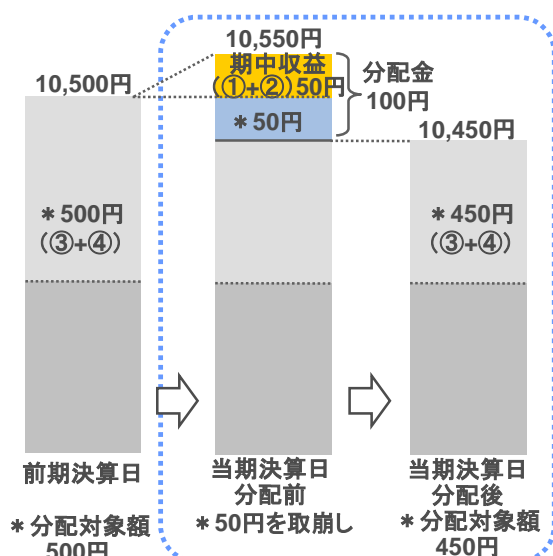 10,550円
期中収益
(①+②)50円
分配金
100円
10,500円
＊50円
10,450円
＊500円
(③+④)
＊450円
(③+④)
前期決算日
当期決算日
分配前
当期決算日
分配後
＊分配対象額
500円
＊50円を取崩し
＊分配対象額
450円